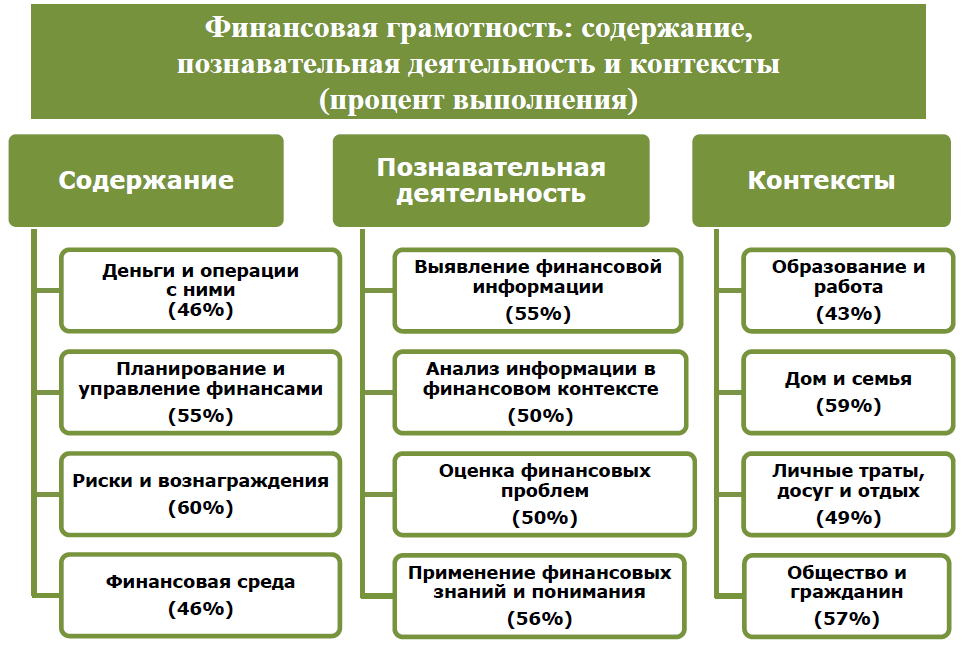 Финансовая грамотность: содержание,
познавательная деятельность и контексты
(процент выполнения)
Содержание
Деньги и операции
с ними
(46%)
Планирование и
управление финансами
(55%)
Риски и вознаграждения
(60%)
Финансовая среда
(46%)
Познавательная
деятельность
Выявление финансовой
информации
(55%)
Анализ информации в
финансовом контексте
(50%)
Оценка финансовых
проблем
(50%)
Применение финансовых
знаний и понимания
(56%)
Контексты
Образование и
работа
(43%)
Дом и семья
(59%)
Личные траты,
досуг и отдых
(49%)
Общество и
гражданин
(57%)